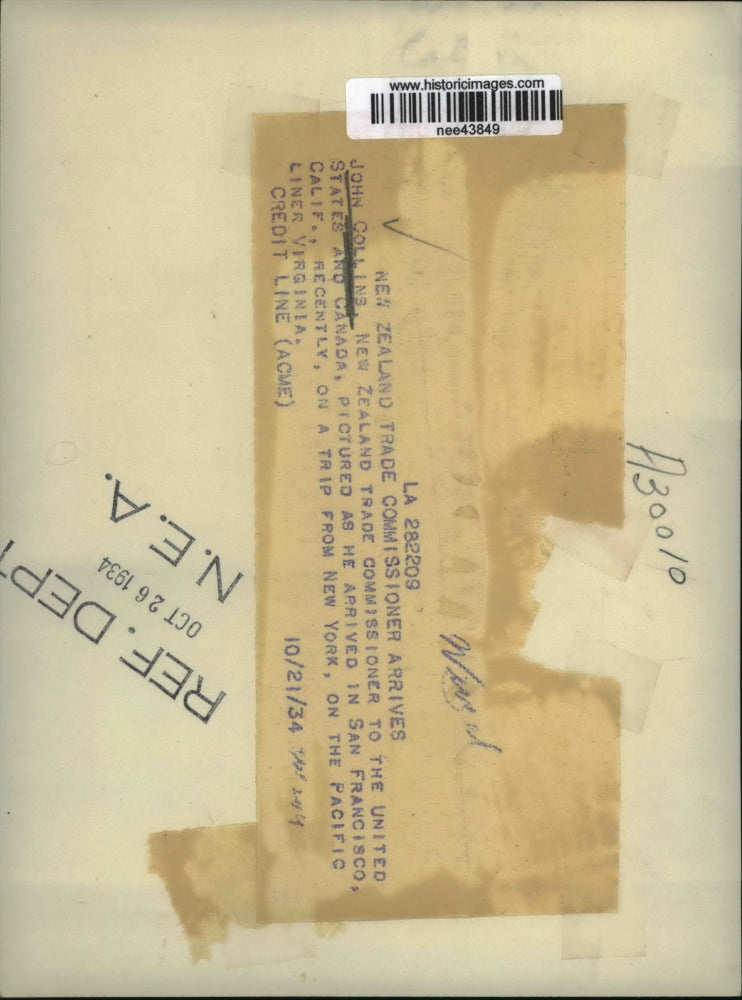 www.historicimages.com
nee43849
LA 282209
NEW ZEALAND TRADE COMMISSIONER ARRIVES
JOHN COLLINS, NEW ZEALAND TRADE COMMISSIONER TO THE UNITED
STATES AND CANADA, PICTURED AS HE ARRIVED IN SAN FRANCISCO,
CALIF., RECENTLY, ON A TRIP FROM NEW YORK, ON THE PACIFIC
LINER VIRGINIA.
CREDIT LINE (ACME)
10/21/34
N.E.A.
OCT 26 1934
REF. DEPT